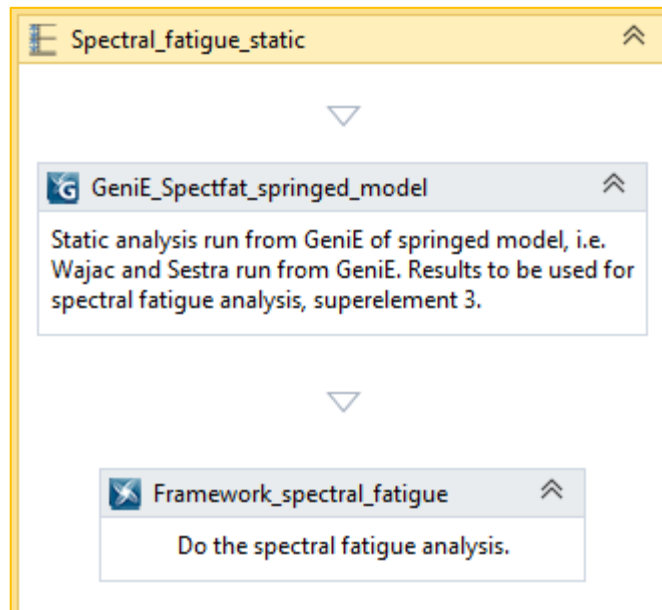 Spectral_fatigue_static
GeniE_Spectfat_springed_model
Static analysis run from GeniE of springed model, i.e.
Wajac and Sestra run from GeniE. Results to be used for
spectral fatigue analysis, superelement 3.
Framework_spectral_fatigue
Do the spectral fatigue analysis.